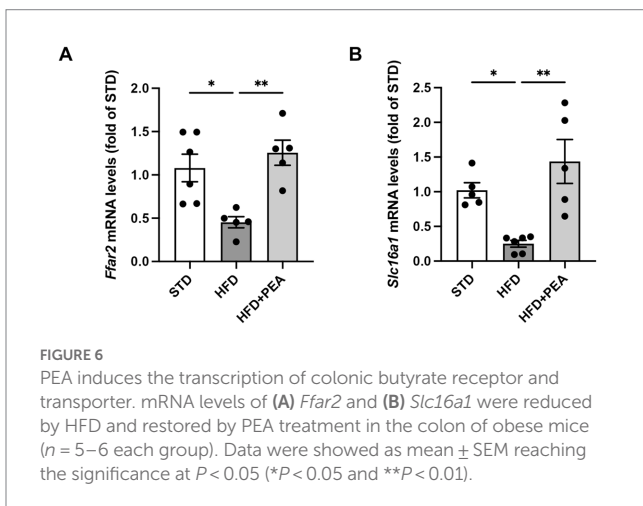 A
Ffar2 mRNA levels (fold of STD)
2.0
1.5
1.0
0.5
0.0
*
**
STD
HFD
HFD+PEA
B
Slc16a1 mRNA levels (fold of STD)
2.5
2.0
1.5
1.0
0.5
0.0
*
**
STD
HFD
HFD+PEA
FIGURE 6
PEA induces the transcription of colonic butyrate receptor and
transporter. mRNA levels of (A) Ffar2 and (B) Slc16a1 were reduced
by HFD and restored by PEA treatment in the colon of obese mice
(n = 5–6 each group). Data were showed as mean ± SEM reaching
the significance at P < 0.05 (*P < 0.05 and **P < 0.01).